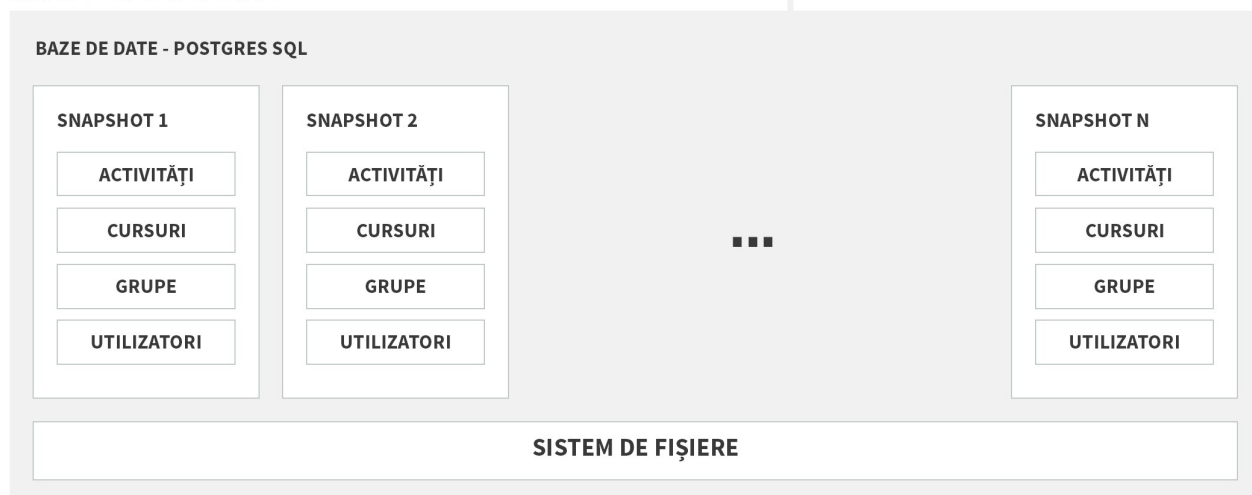 BAZE DE DATE - POSTGRES SQL
SNAPSHOT 1
ACTIVITĂȚI
CURSURI
GRUPE
UTILIZATORI
SNAPSHOT 2
ACTIVITĂȚI
CURSURI
GRUPE
UTILIZATORI
...
SNAPSHOT N
ACTIVITĂȚI
CURSURI
GRUPE
UTILIZATORI
SISTEM DE FIȘIERE